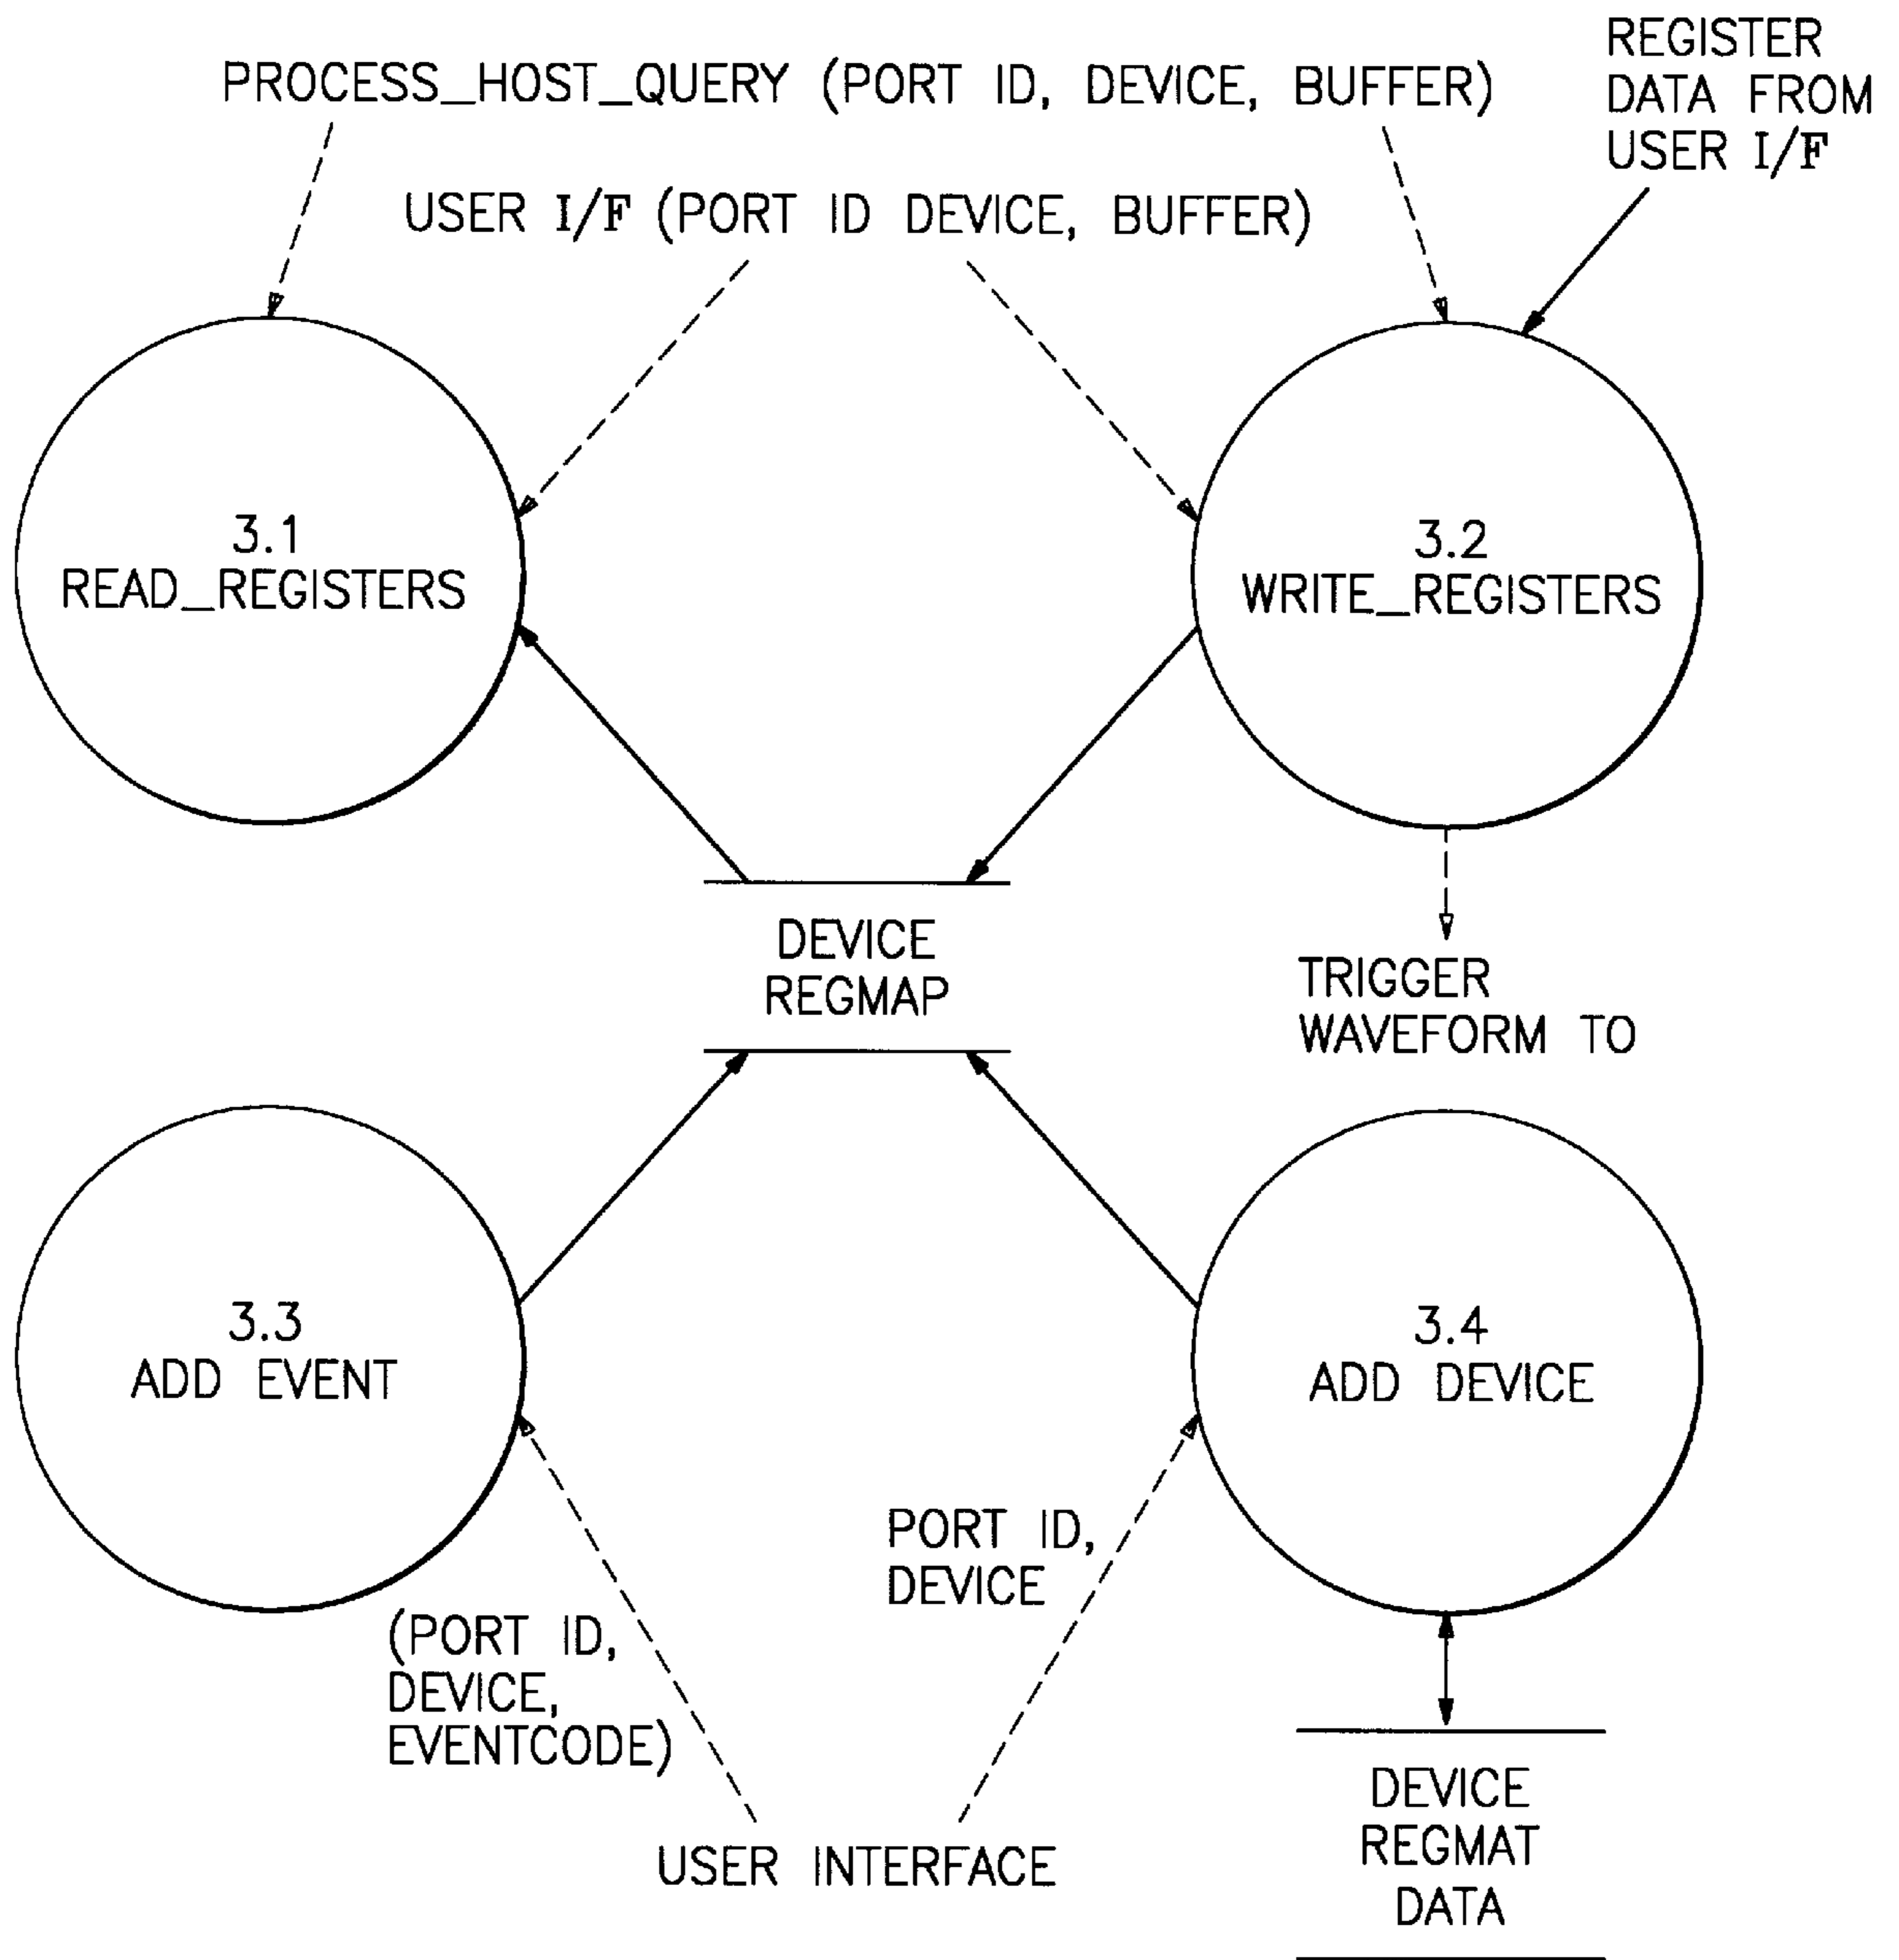 PROCESS_HOST_QUERY (PORT ID, DEVICE, BUFFER)
REGISTER
DATA FROM
USER I/F
USER I/F (PORT ID DEVICE, BUFFER)
3.1
READ_REGISTERS
3.2
WRITE_REGISTERS
DEVICE
REGMAP
TRIGGER
WAVEFORM TO
3.3
ADD EVENT
3.4
ADD DEVICE
PORT ID,
DEVICE
(PORT ID,
DEVICE,
EVENTCODE)
USER INTERFACE
DEVICE
REGMAT
DATA